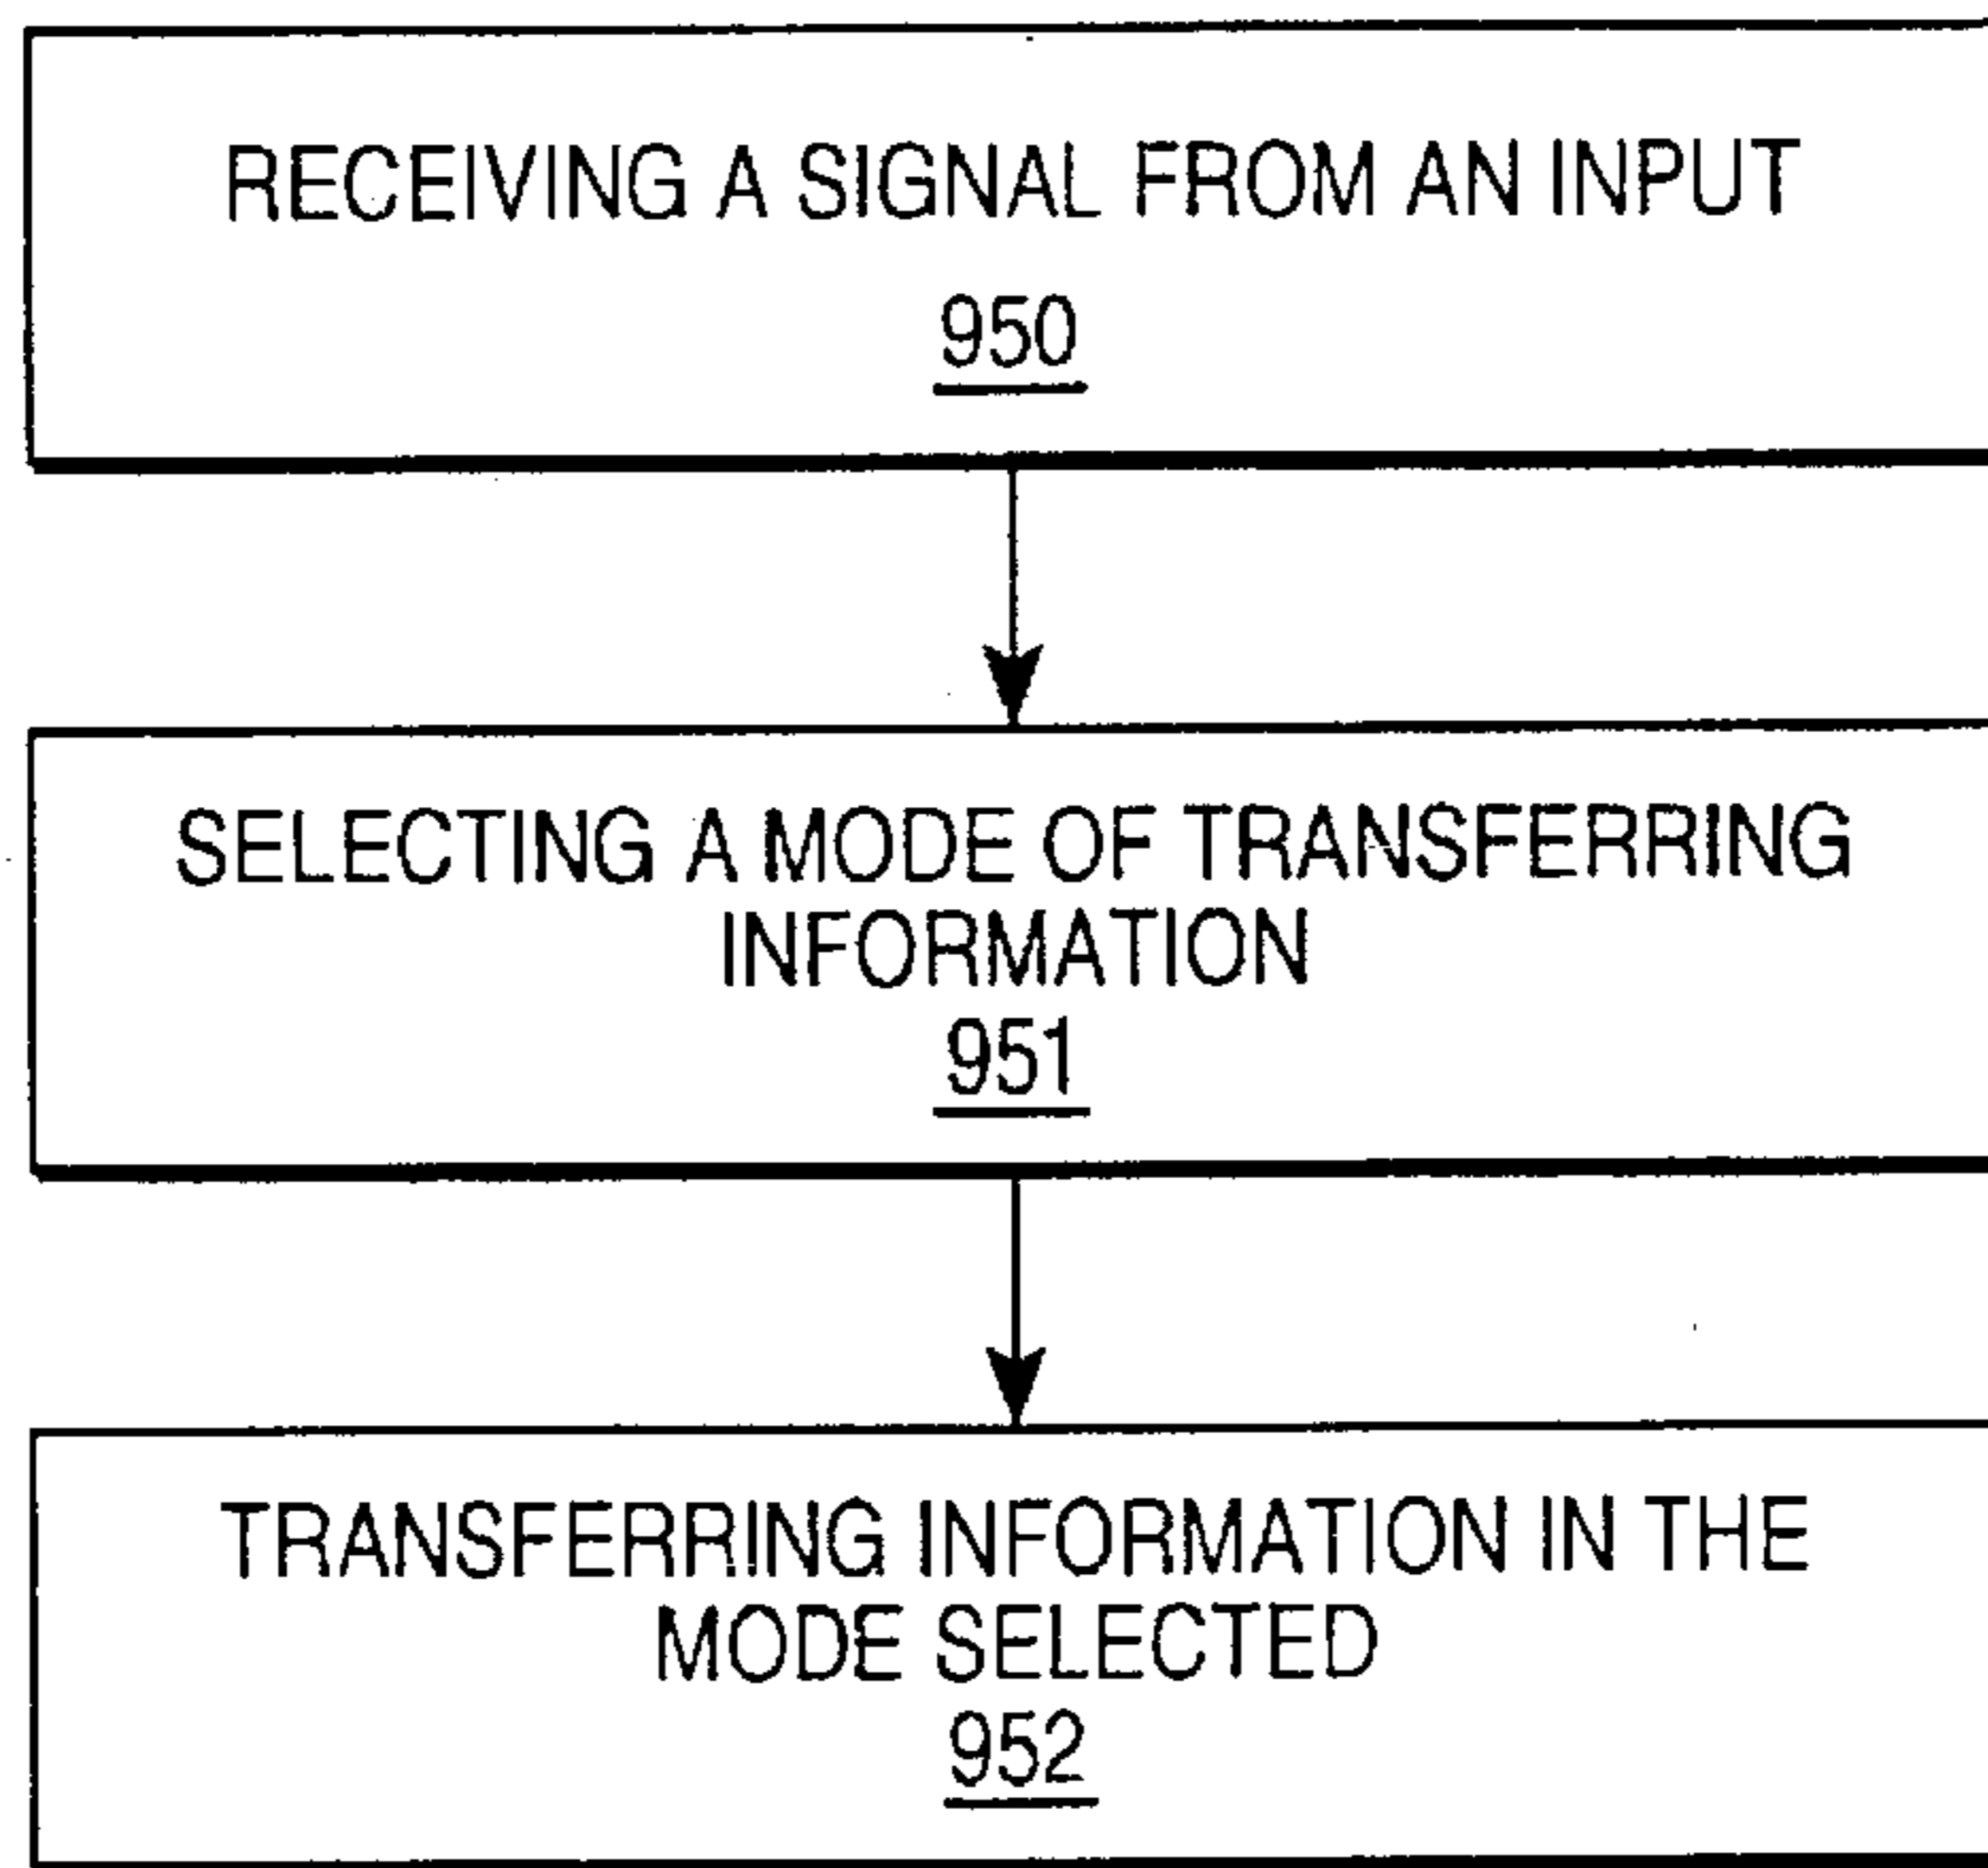 RECEIVING A SIGNAL FROM AN INPUT
950
SELECTING A MODE OF TRANSFERRING
INFORMATION
951
TRANSFERRING INFORMATION IN THE
MODE SELECTED
952